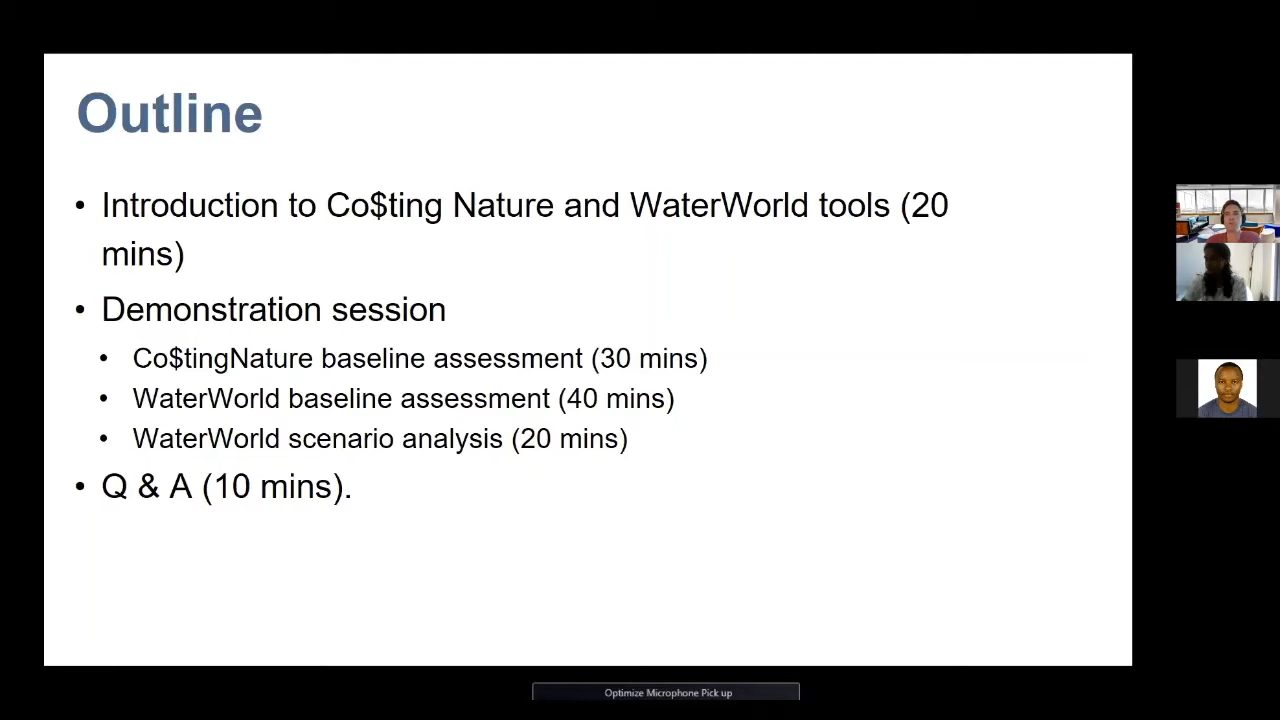 Outline
• Introduction to Co$ting Nature and WaterWorld tools (20
mins)
• Demonstration session
• Co$tingNature baseline assessment (30 mins)
• WaterWorld baseline assessment (40 mins)
• WaterWorld scenario analysis (20 mins)
• Q & A (10 mins).
Optimize Microphone Pick up